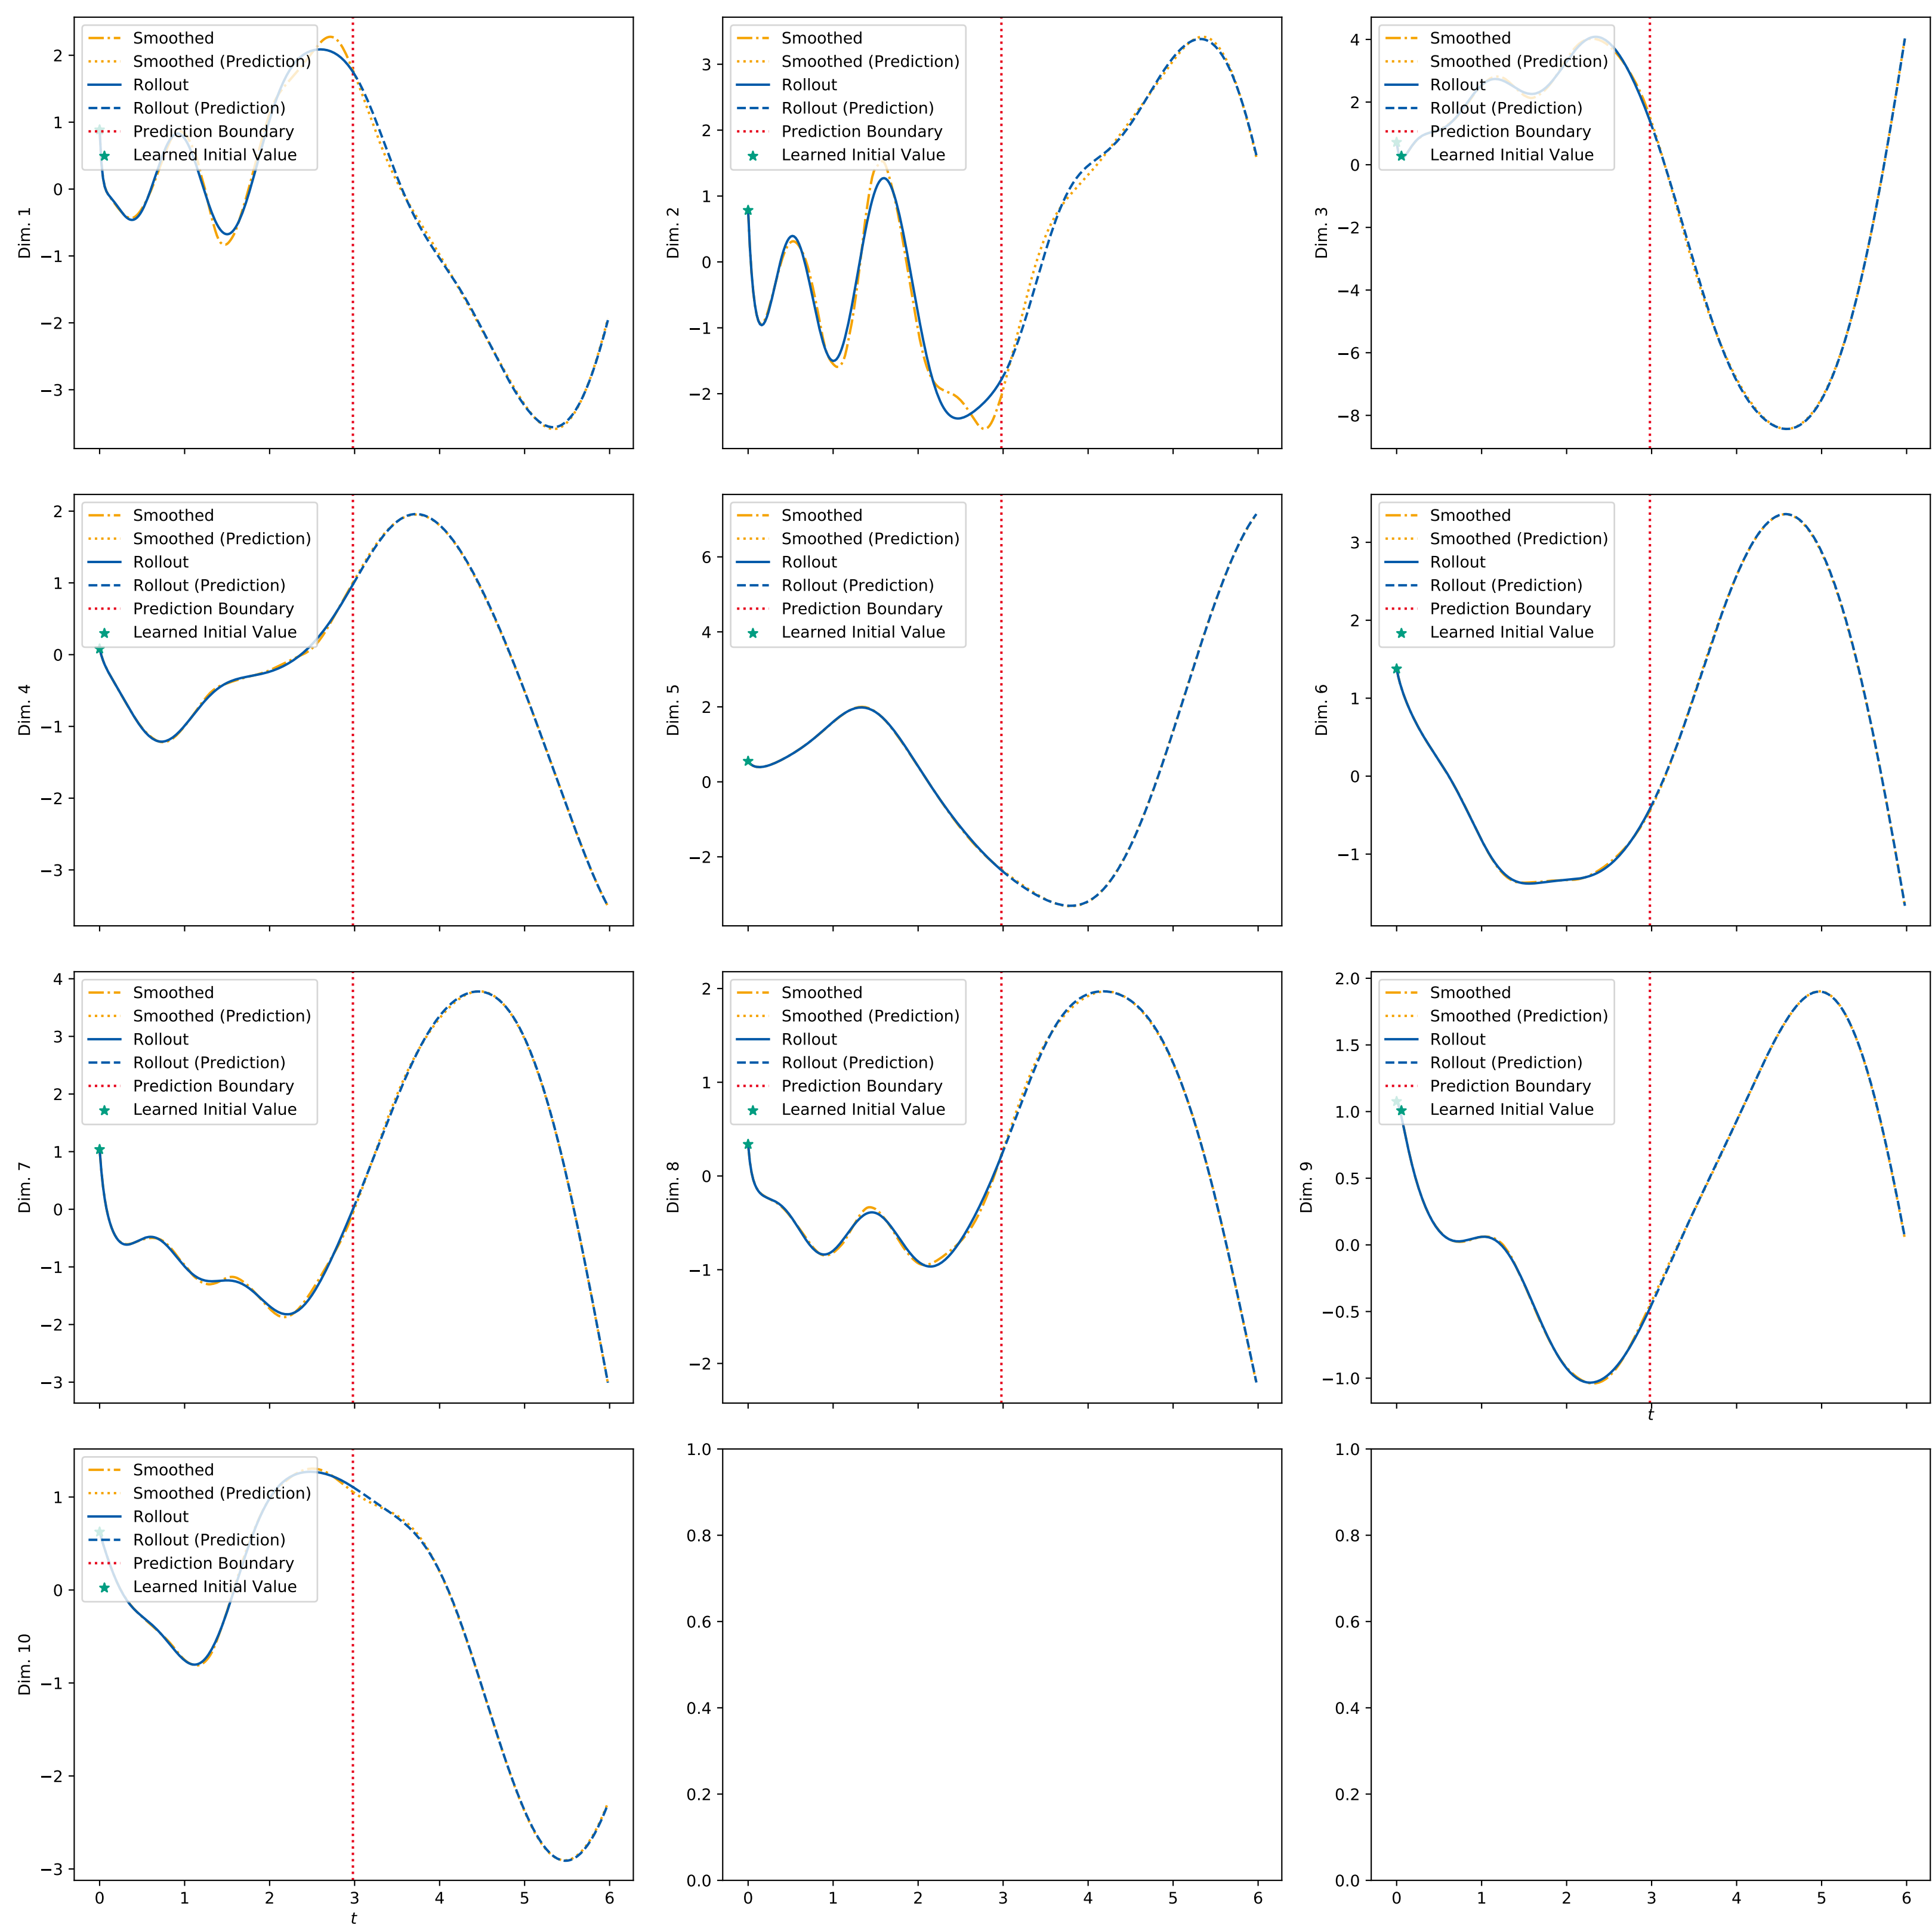 Dim. 1
2
1
0
−1
−2
−3
Smoothed
Smoothed (Prediction)
Rollout
Rollout (Prediction)
Prediction Boundary
Learned Initial Value
Dim. 2
3
2
1
0
−1
−2
Smoothed
Smoothed (Prediction)
Rollout
Rollout (Prediction)
Prediction Boundary
Learned Initial Value
Dim. 3
4
2
0
−2
−4
−6
−8
Smoothed
Smoothed (Prediction)
Rollout
Rollout (Prediction)
Prediction Boundary
Learned Initial Value
Dim. 4
2
1
0
−1
−2
−3
Smoothed
Smoothed (Prediction)
Rollout
Rollout (Prediction)
Prediction Boundary
Learned Initial Value
Dim. 5
6
4
2
0
−2
Smoothed
Smoothed (Prediction)
Rollout
Rollout (Prediction)
Prediction Boundary
Learned Initial Value
Dim. 6
3
2
1
0
−1
Smoothed
Smoothed (Prediction)
Rollout
Rollout (Prediction)
Prediction Boundary
Learned Initial Value
Dim. 7
4
3
2
1
0
−1
−2
−3
Smoothed
Smoothed (Prediction)
Rollout
Rollout (Prediction)
Prediction Boundary
Learned Initial Value
Dim. 8
2
1
0
−1
−2
Smoothed
Smoothed (Prediction)
Rollout
Rollout (Prediction)
Prediction Boundary
Learned Initial Value
Dim. 9
2.0
1.5
1.0
0.5
0.0
−0.5
−1.0
Smoothed
Smoothed (Prediction)
Rollout
Rollout (Prediction)
Prediction Boundary
Learned Initial Value
t
Dim. 10
1
0
−1
−2
−3
Smoothed
Smoothed (Prediction)
Rollout
Rollout (Prediction)
Prediction Boundary
Learned Initial Value
0 1 2 3 4 5 6
t
1.0
0.8
0.6
0.4
0.2
0.0
0 1 2 3 4 5 6
1.0
0.8
0.6
0.4
0.2
0.0
0 1 2 3 4 5 6